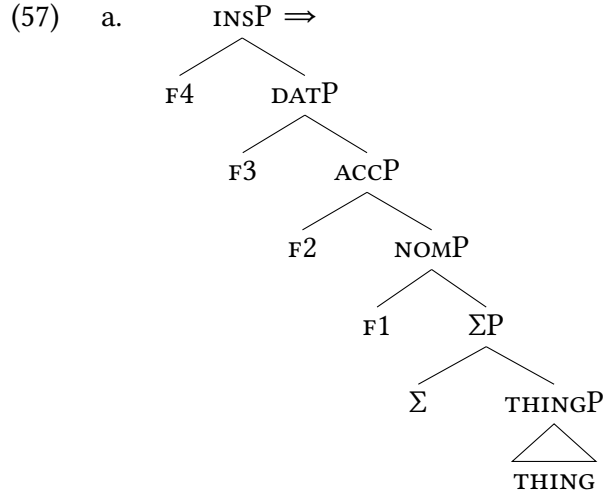 (57) a. INSP ⇒
F4 DATP
F3 ACCP
F2 NOMP
F1 ΣP
Σ THINGP
THING